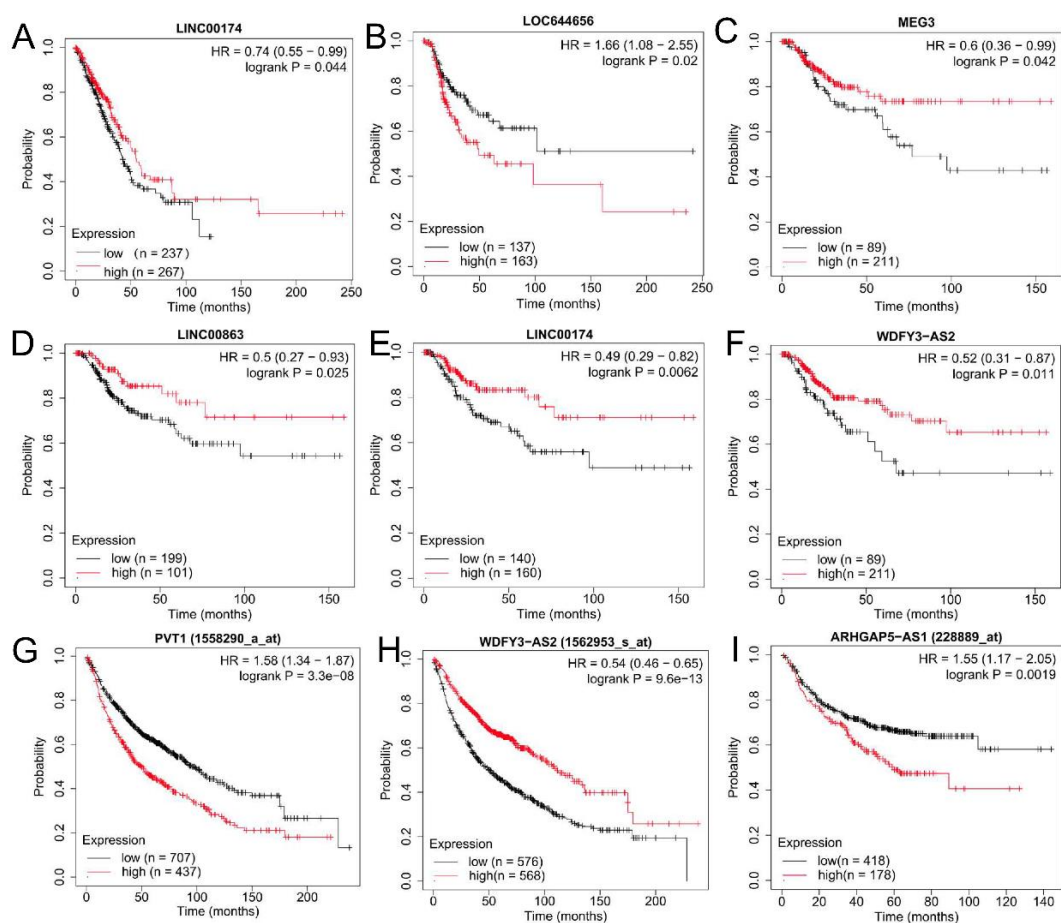 A
LINC00174
HR = 0.74 (0.55 − 0.99)
logrank P = 0.044
Probability
1.0
0.8
0.6
0.4
0.2
0.0
Expression
low (n = 237)
high (n = 267)
0 50 100 150 200 250
Time (months)
B
LOC644656
HR = 1.66 (1.08 − 2.55)
logrank P = 0.02
Probability
1.0
0.8
0.6
0.4
0.2
0.0
Expression
low (n = 137)
high(n = 163)
0 50 100 150 200 250
Time (months)
C
MEG3
HR = 0.6 (0.36 − 0.99)
logrank P = 0.042
Probability
1.0
0.8
0.6
0.4
0.2
0.0
Expression
low (n = 89)
high (n = 211)
0 50 100 150
Time (months)
D
LINC00863
HR = 0.5 (0.27 − 0.93)
logrank P = 0.025
Probability
1.0
0.8
0.6
0.4
0.2
0.0
Expression
low (n = 199)
high (n = 101)
0 50 100 150
Time (months)
E
LINC00174
HR = 0.49 (0.29 − 0.82)
logrank P = 0.0062
Probability
1.0
0.8
0.6
0.4
0.2
0.0
Expression
low (n = 140)
high (n = 160)
0 50 100 150
Time (months)
F
WDFY3−AS2
HR = 0.52 (0.31 − 0.87)
logrank P = 0.011
Probability
1.0
0.8
0.6
0.4
0.2
0.0
Expression
low (n = 89)
high(n = 211)
0 50 100 150
Time (months)
G
PVT1 (1558290_a_at)
HR = 1.58 (1.34 − 1.87)
logrank P = 3.3e−08
Probability
1.0
0.8
0.6
0.4
0.2
0.0
Expression
low (n = 707)
high (n = 437)
0 50 100 150 200
Time (months)
H
WDFY3−AS2 (1562953_s_at)
HR = 0.54 (0.46 − 0.65)
logrank P = 9.6e−13
Probability
1.0
0.8
0.6
0.4
0.2
0.0
Expression
low (n = 576)
high(n = 568)
0 50 100 150 200
Time (months)
I
ARHGAP5−AS1 (228889_at)
HR = 1.55 (1.17 − 2.05)
logrank P = 0.0019
Probability
1.0
0.8
0.6
0.4
0.2
0.0
Expression
low(n = 418)
high(n = 178)
0 20 40 60 80 100 120 140
Time (months)